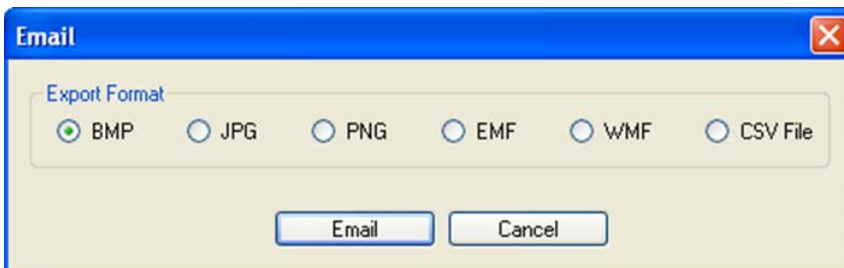 Email
Export Format
BMP JPG PNG EMF WMF CSV File
Email Cancel